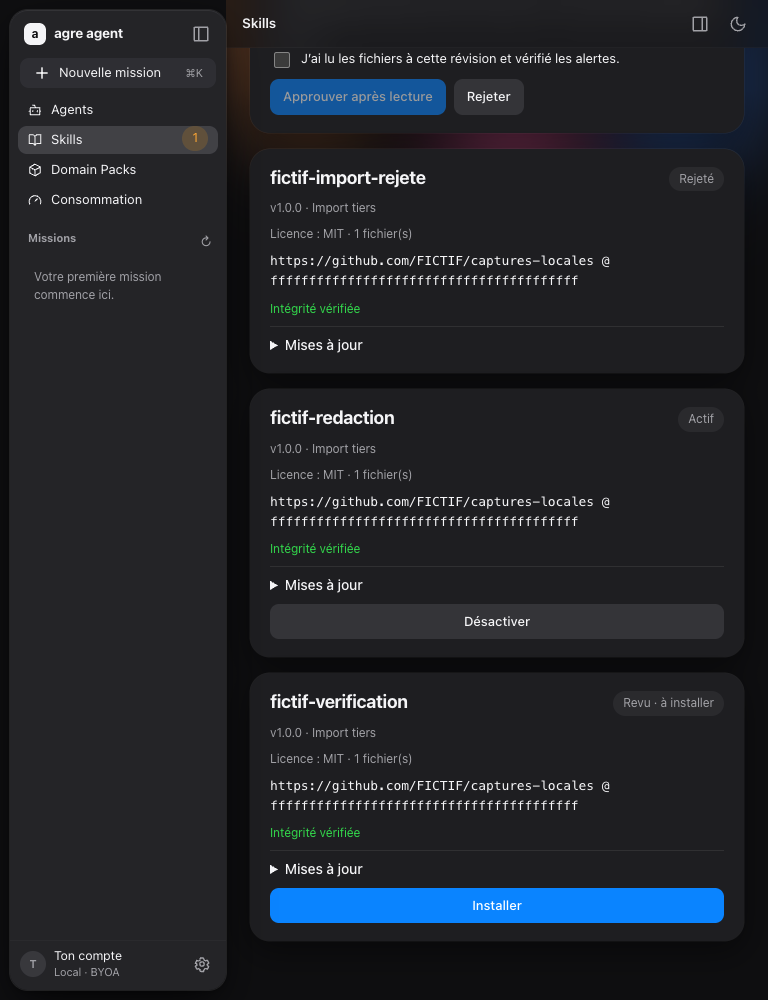 a agre agent
Nouvelle mission ⌘K
Agents
Skills 1
Domain Packs
Consommation
Missions
Votre première mission
commence ici.
T
Ton compte
Local · BYOA
Skills
J'ai lu les fichiers à cette révision et vérifié les alertes.
Approuver après lecture Rejeter
fictif-import-rejete Rejeté
v1.0.0 · Import tiers
Licence : MIT · 1 fichier(s)
https://github.com/FICTIF/captures-locales @
ffffffffffffffffffffffffffffffffffffffff
Intégrité vérifiée
Mises à jour
fictif-redaction Actif
v1.0.0 · Import tiers
Licence : MIT · 1 fichier(s)
https://github.com/FICTIF/captures-locales @
ffffffffffffffffffffffffffffffffffffffff
Intégrité vérifiée
Mises à jour
Désactiver
fictif-verification Revu · à installer
v1.0.0 · Import tiers
Licence : MIT · 1 fichier(s)
https://github.com/FICTIF/captures-locales @
ffffffffffffffffffffffffffffffffffffffff
Intégrité vérifiée
Mises à jour
Installer